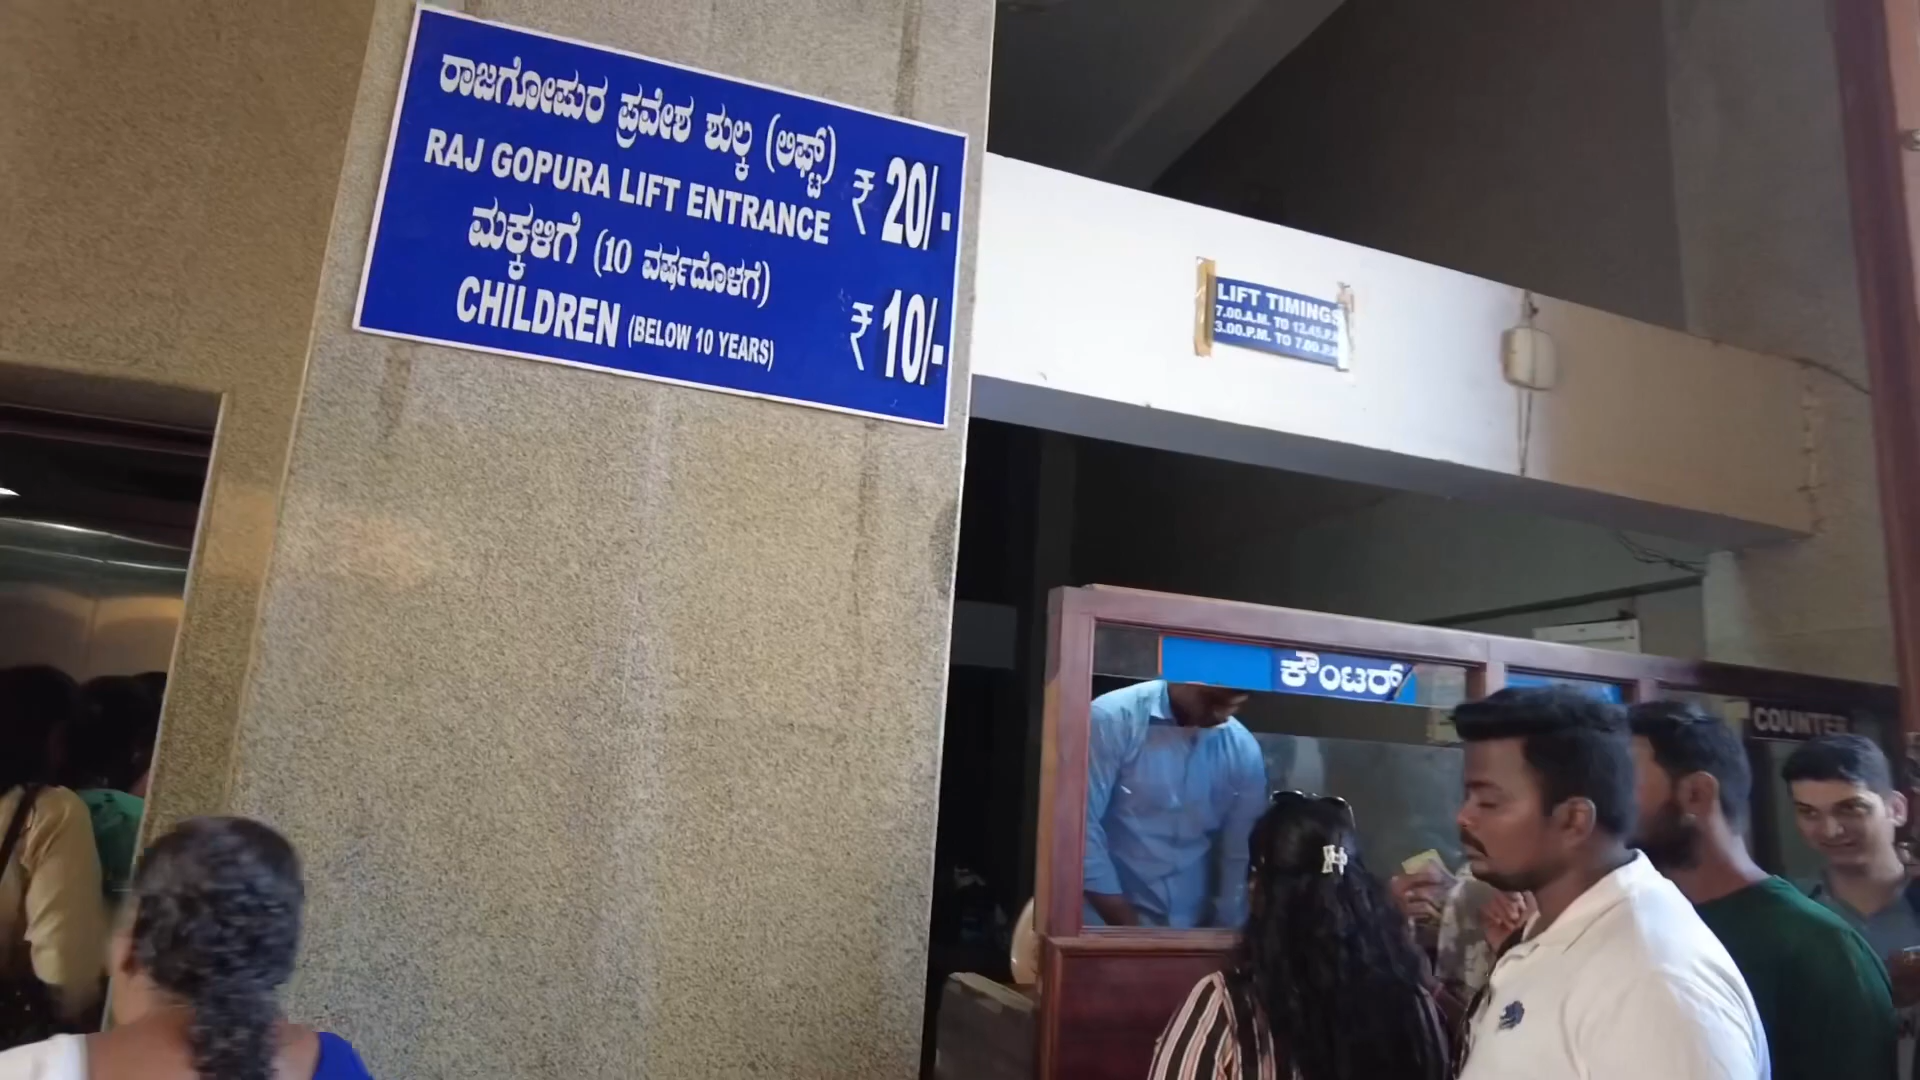 ರಾಜಗೋಪುರ ಪ್ರವೇಶ ಶುಲ್ಕ (ಲಿಫ್ಟ್)
RAJ GOPURA LIFT ENTRANCE
₹ 20/-
ಮಕ್ಕಳಿಗೆ (10 ವರ್ಷದೊಳಗೆ)
CHILDREN (BELOW 10 YEARS)
₹ 10/-
LIFT TIMINGS
7.00.A.M. TO 12.45.P.
3.00.P.M. TO 7.00.P.
ಕೌಂಟರ್
COUNTER